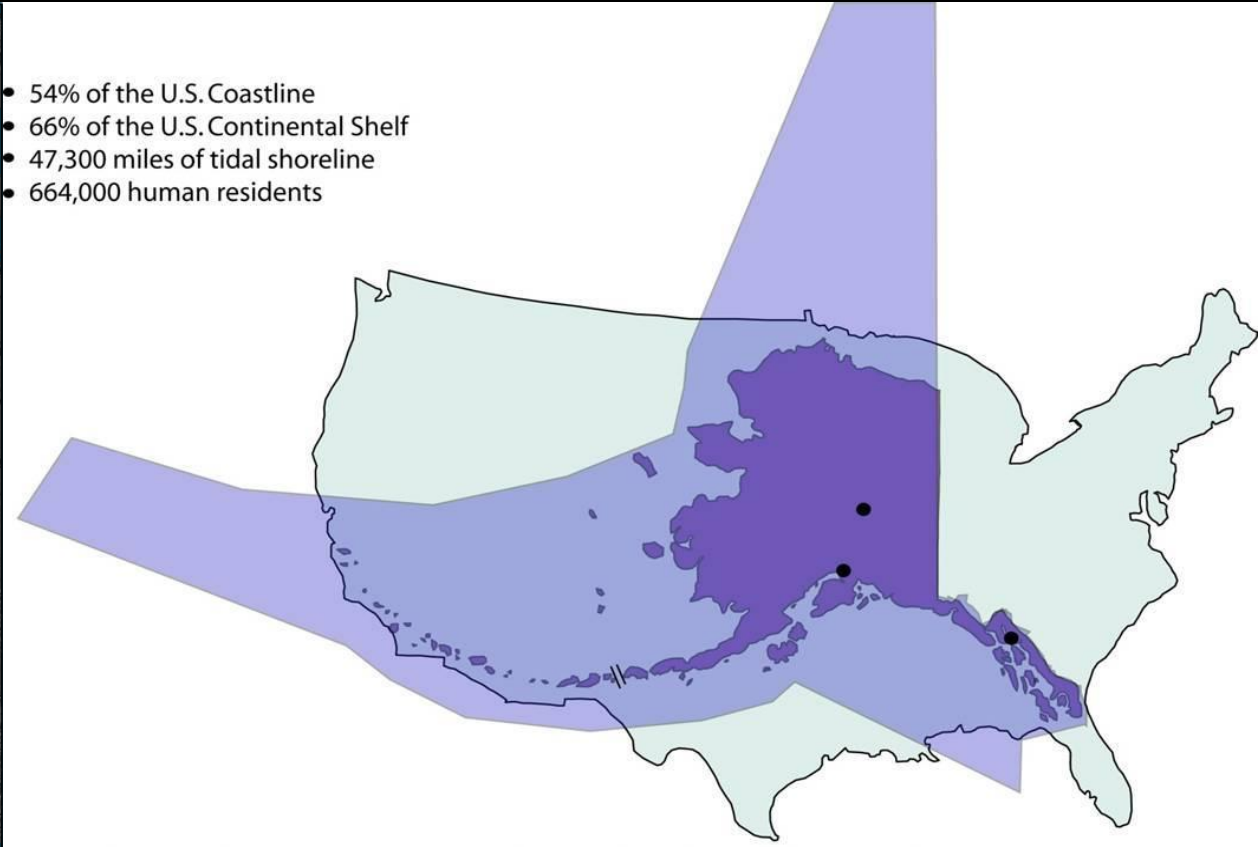 • 54% of the U.S. Coastline
• 66% of the U.S. Continental Shelf
• 47,300 miles of tidal shoreline
• 664,000 human residents